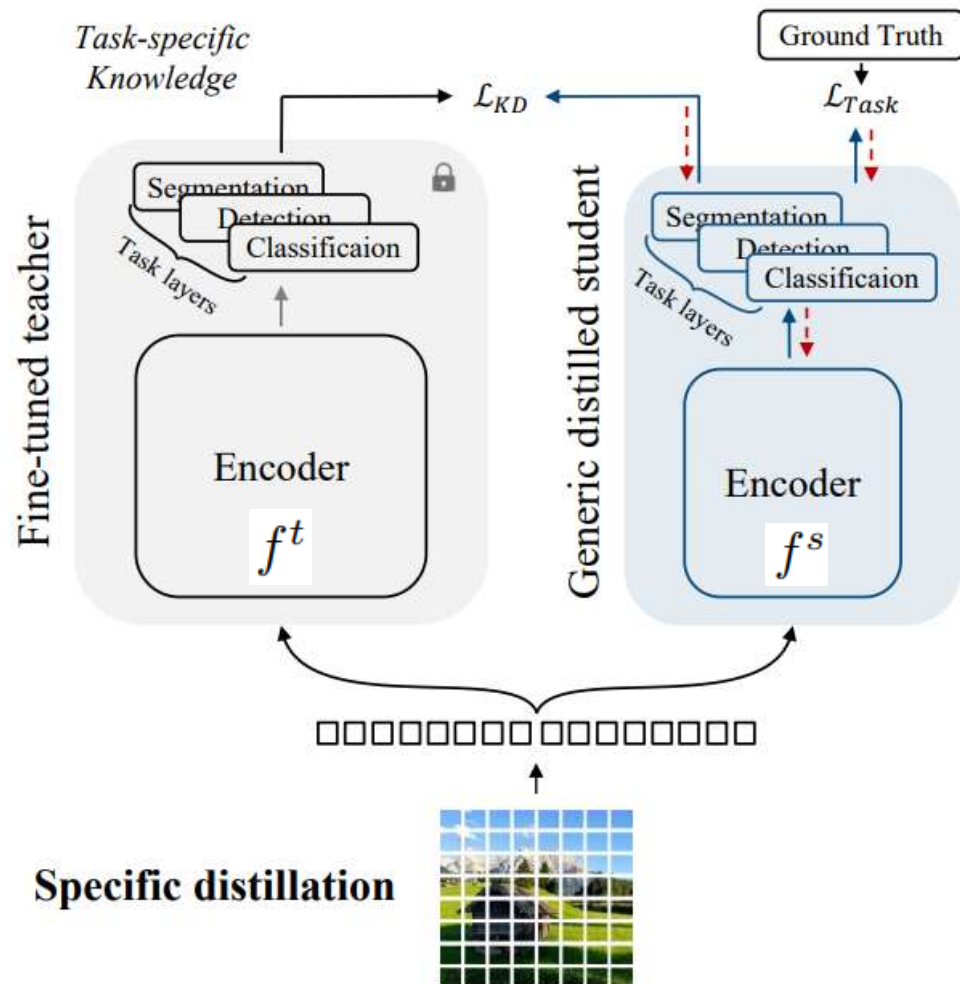 Task-specific
Knowledge
Ground Truth
ℒ_KD
ℒ_Task
Fine-tuned teacher
Segmentation
Detection
Classificaion
Task layers
Encoder
f^t
Generic distilled student
Segmentation
Detection
Classificaion
Task layers
Encoder
f^s
Specific distillation